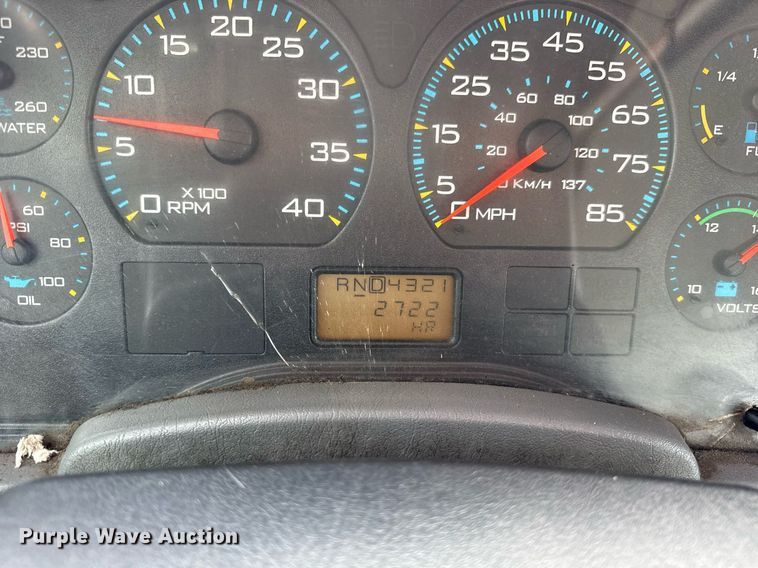 230
260
WATER
60
PSI
80
100
OIL
0 5 10 15 20 25 30 35 40
X100
RPM
5 15 25 35 45 55 65 75 85
20 40 60 80 100 120 137
KM/H
0 MPH
1/4
E
12
10
VOLTS
RND4321
2722
HR
Purple Wave Auction